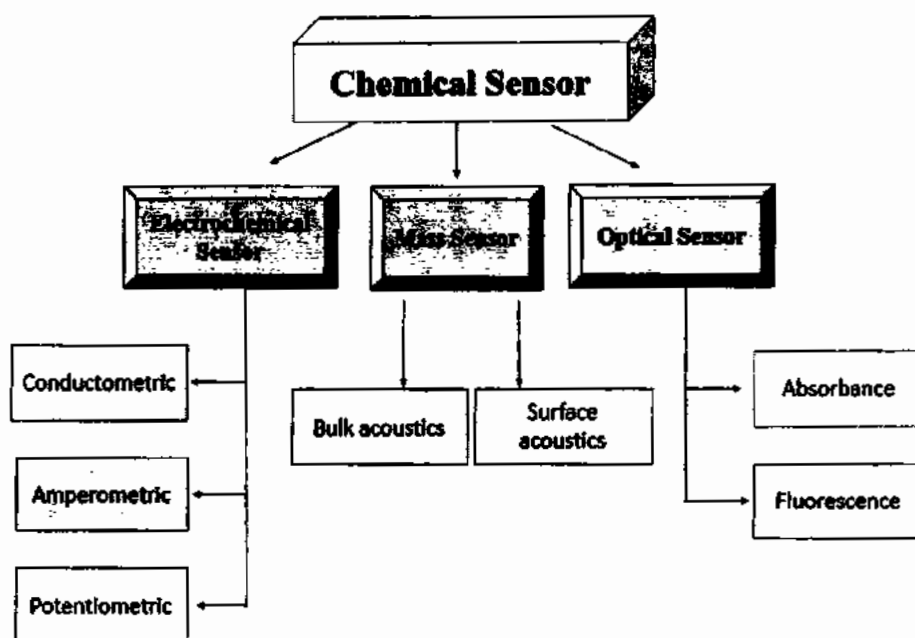 Chemical Sensor
Electrochemical
Sensor
Mass Sensor
Optical Sensor
Conductometric
Amperometric
Potentiometric
Bulk acoustics
Surface
acoustics
Absorbance
Fluorescence